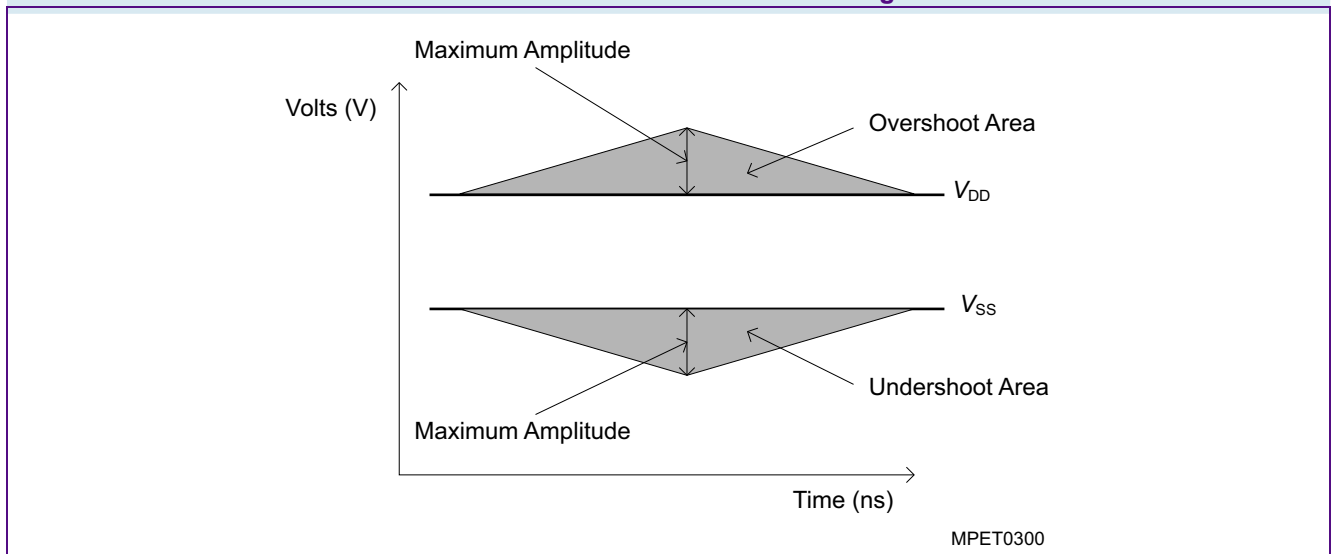 Maximum Amplitude
Volts (V)
Overshoot Area
VDD
VSS
Undershoot Area
Maximum Amplitude
Time (ns)
MPET0300